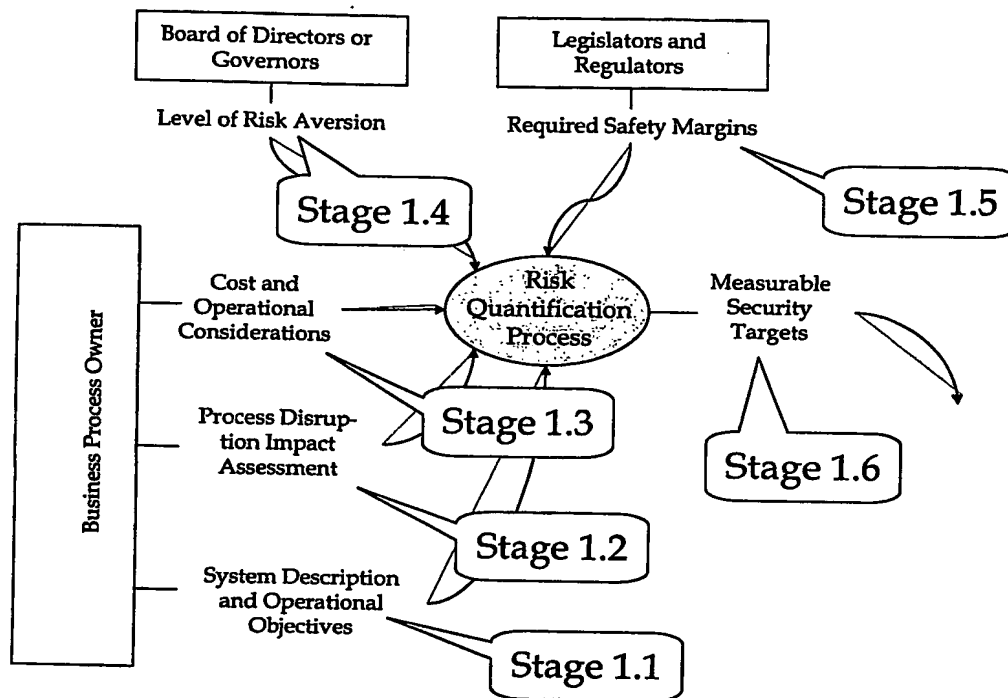 Board of Directors or
Governors
Legislators and
Regulators
Level of Risk Aversion
Required Safety Margins
Stage 1.4
Stage 1.5
Business Process Owner
Cost and
Operational
Considerations
Risk
Quantification
Process
Measurable
Security
Targets
Stage 1.3
Process Disrup-
tion Impact
Assessment
Stage 1.6
Stage 1.2
System Description
and Operational
Objectives
Stage 1.1